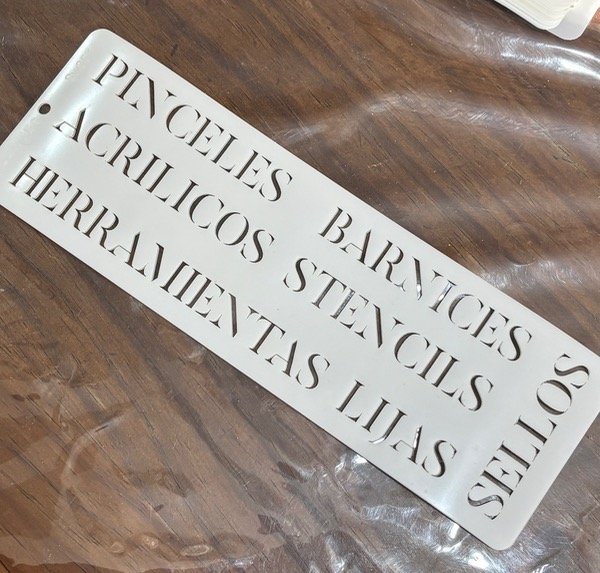 PINCELES BARNICES
ACRILICOS STENCILS
HERRAMIENTAS LIJAS
SELLOS